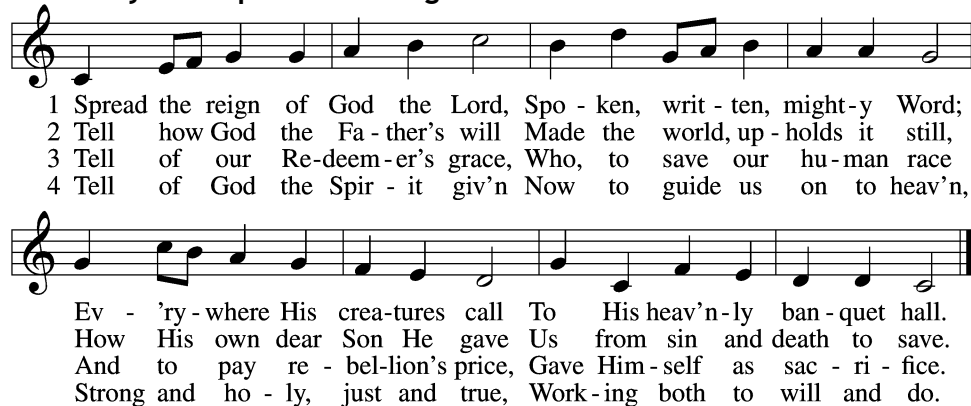 1 Spread the reign of God the Lord, Spo - ken, writ - ten, might - y Word;
2 Tell how God the Fa - ther's will Made the world, up - holds it still,
3 Tell of our Re - deem - er's grace, Who, to save our hu - man race
4 Tell of God the Spir - it giv'n Now to guide us on to heav'n,
Ev - 'ry - where His crea - tures call To His heav'n - ly ban - quet hall.
How His own dear Son He gave Us from sin and death to save.
And to pay re - bel - lion's price, Gave Him - self as sac - ri - fice.
Strong and ho - ly, just and true, Work - ing both to will and do.